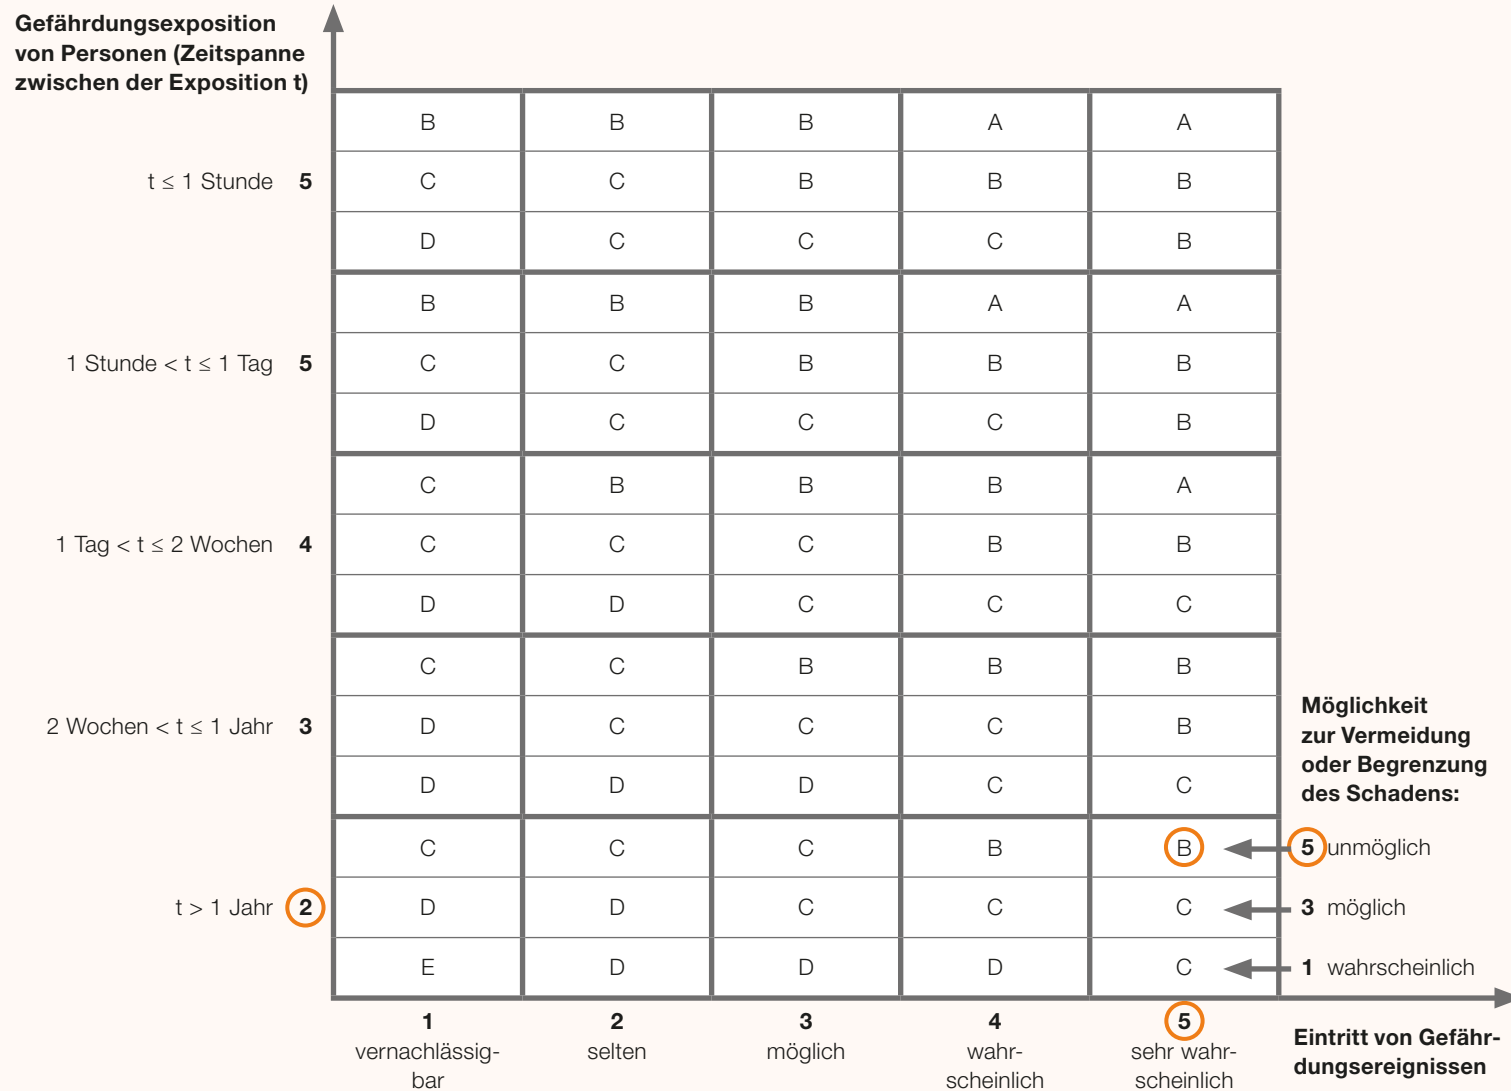 Gefährdungsexposition
von Personen (Zeitspanne
zwischen der Exposition t)
B B B A A
t ≤ 1 Stunde 5 C C B B B
D C C C B
B B B A A
1 Stunde < t ≤ 1 Tag 5 C C B B B
D C C C B
C B B B A
1 Tag < t ≤ 2 Wochen 4 C C C B B
D D C C C
C C B B B
2 Wochen < t ≤ 1 Jahr 3 D C C C B
D D D C C
Möglichkeit
zur Vermeidung
oder Begrenzung
des Schadens:
C C C B B 5 unmöglich
t > 1 Jahr 2 D D C C C 3 möglich
E D D D C 1 wahrscheinlich
1 2 3 4 5
vernachlässig-
bar
selten
möglich
wahr-
scheinlich
sehr wahr-
scheinlich
Eintritt von Gefähr-
dungsereignissen